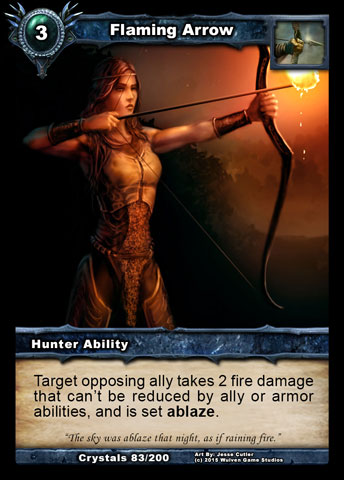 3
Flaming Arrow
Hunter Ability
Target opposing ally takes 2 fire damage
that can't be reduced by ally or armor
abilities, and is set ablaze.
"The sky was ablaze that night, as if raining fire."
Crystals 83/200
Art By: Jesse Cutler
(c) 2015 Wulven Game Studios